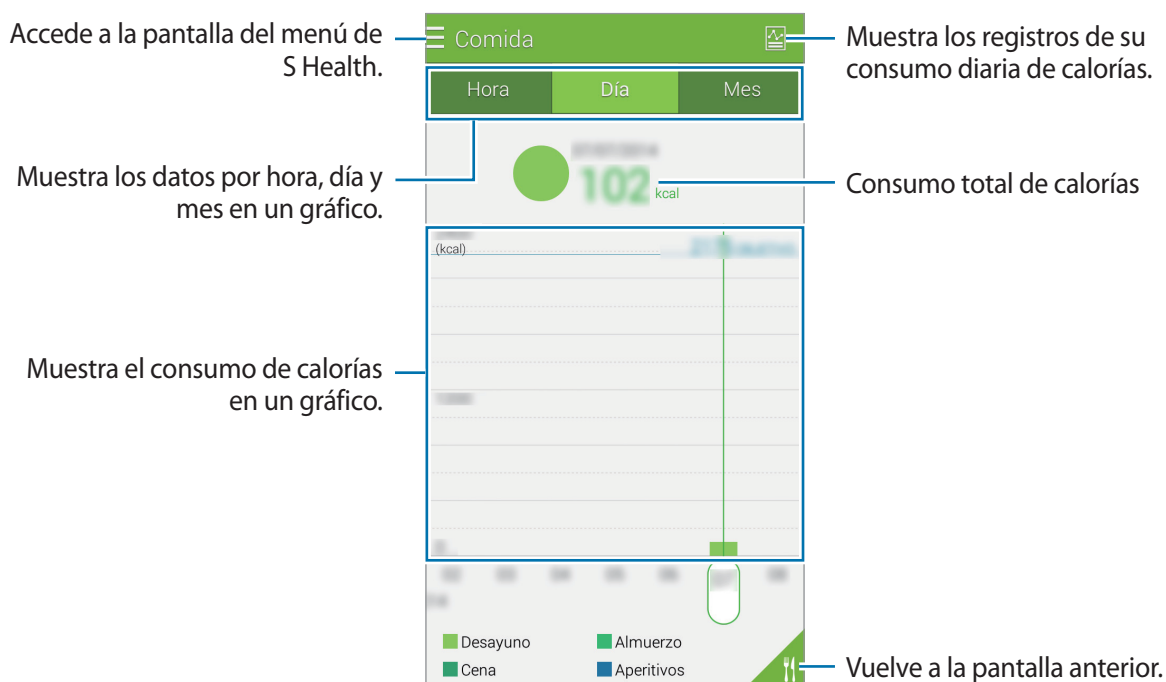 Accede a la pantalla del menú de
S Health.
Comida
Muestra los registros de su
consumo diaria de calorías.
Hora Día Mes
Muestra los datos por hora, día y
mes en un gráfico.
102 kcal
Consumo total de calorías
(kcal)
Muestra el consumo de calorías
en un gráfico.
Desayuno Almuerzo
Cena Aperitivos
Vuelve a la pantalla anterior.